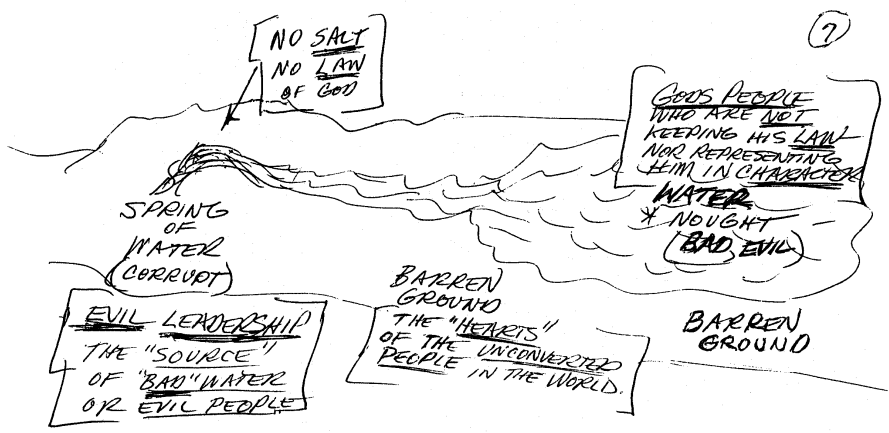 7
NO SALT
NO LAW
OF GOD
GODS PEOPLE
WHO ARE NOT
KEEPING HIS LAW
NOR REPRESENTING
HIM IN CHARACTER
WATER
* NOUGHT
(BAD, EVIL)
SPRING
OF
WATER
(CORRUPT)
EVIL LEADERSHIP
THE "SOURCE"
OF "BAD" WATER
OR EVIL PEOPLE
BARREN
GROUND
THE "HEARTS"
OF THE UNCONVERTED
PEOPLE IN THE WORLD.
BARREN
GROUND